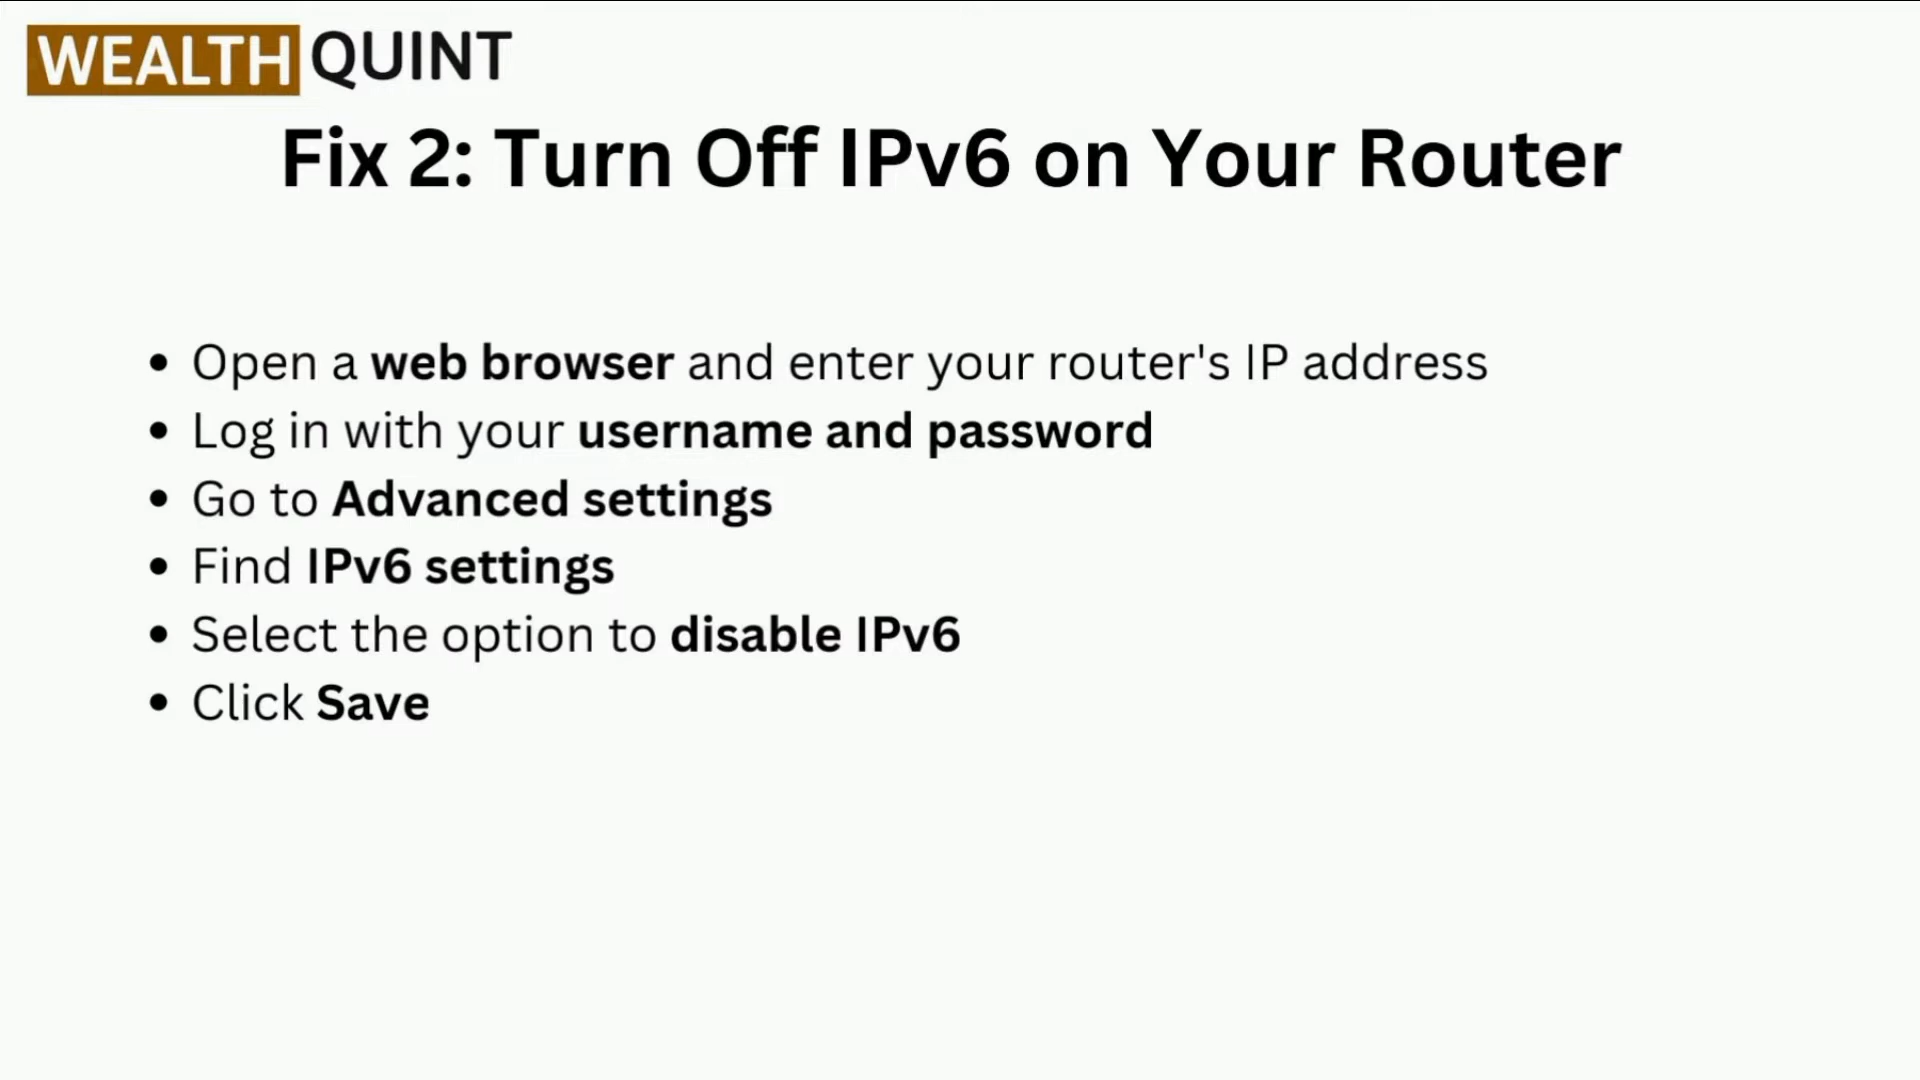 WEALTH QUINT
Fix 2: Turn Off IPv6 on Your Router
• Open a web browser and enter your router's IP address
• Log in with your username and password
• Go to Advanced settings
• Find IPv6 settings
• Select the option to disable IPv6
• Click Save